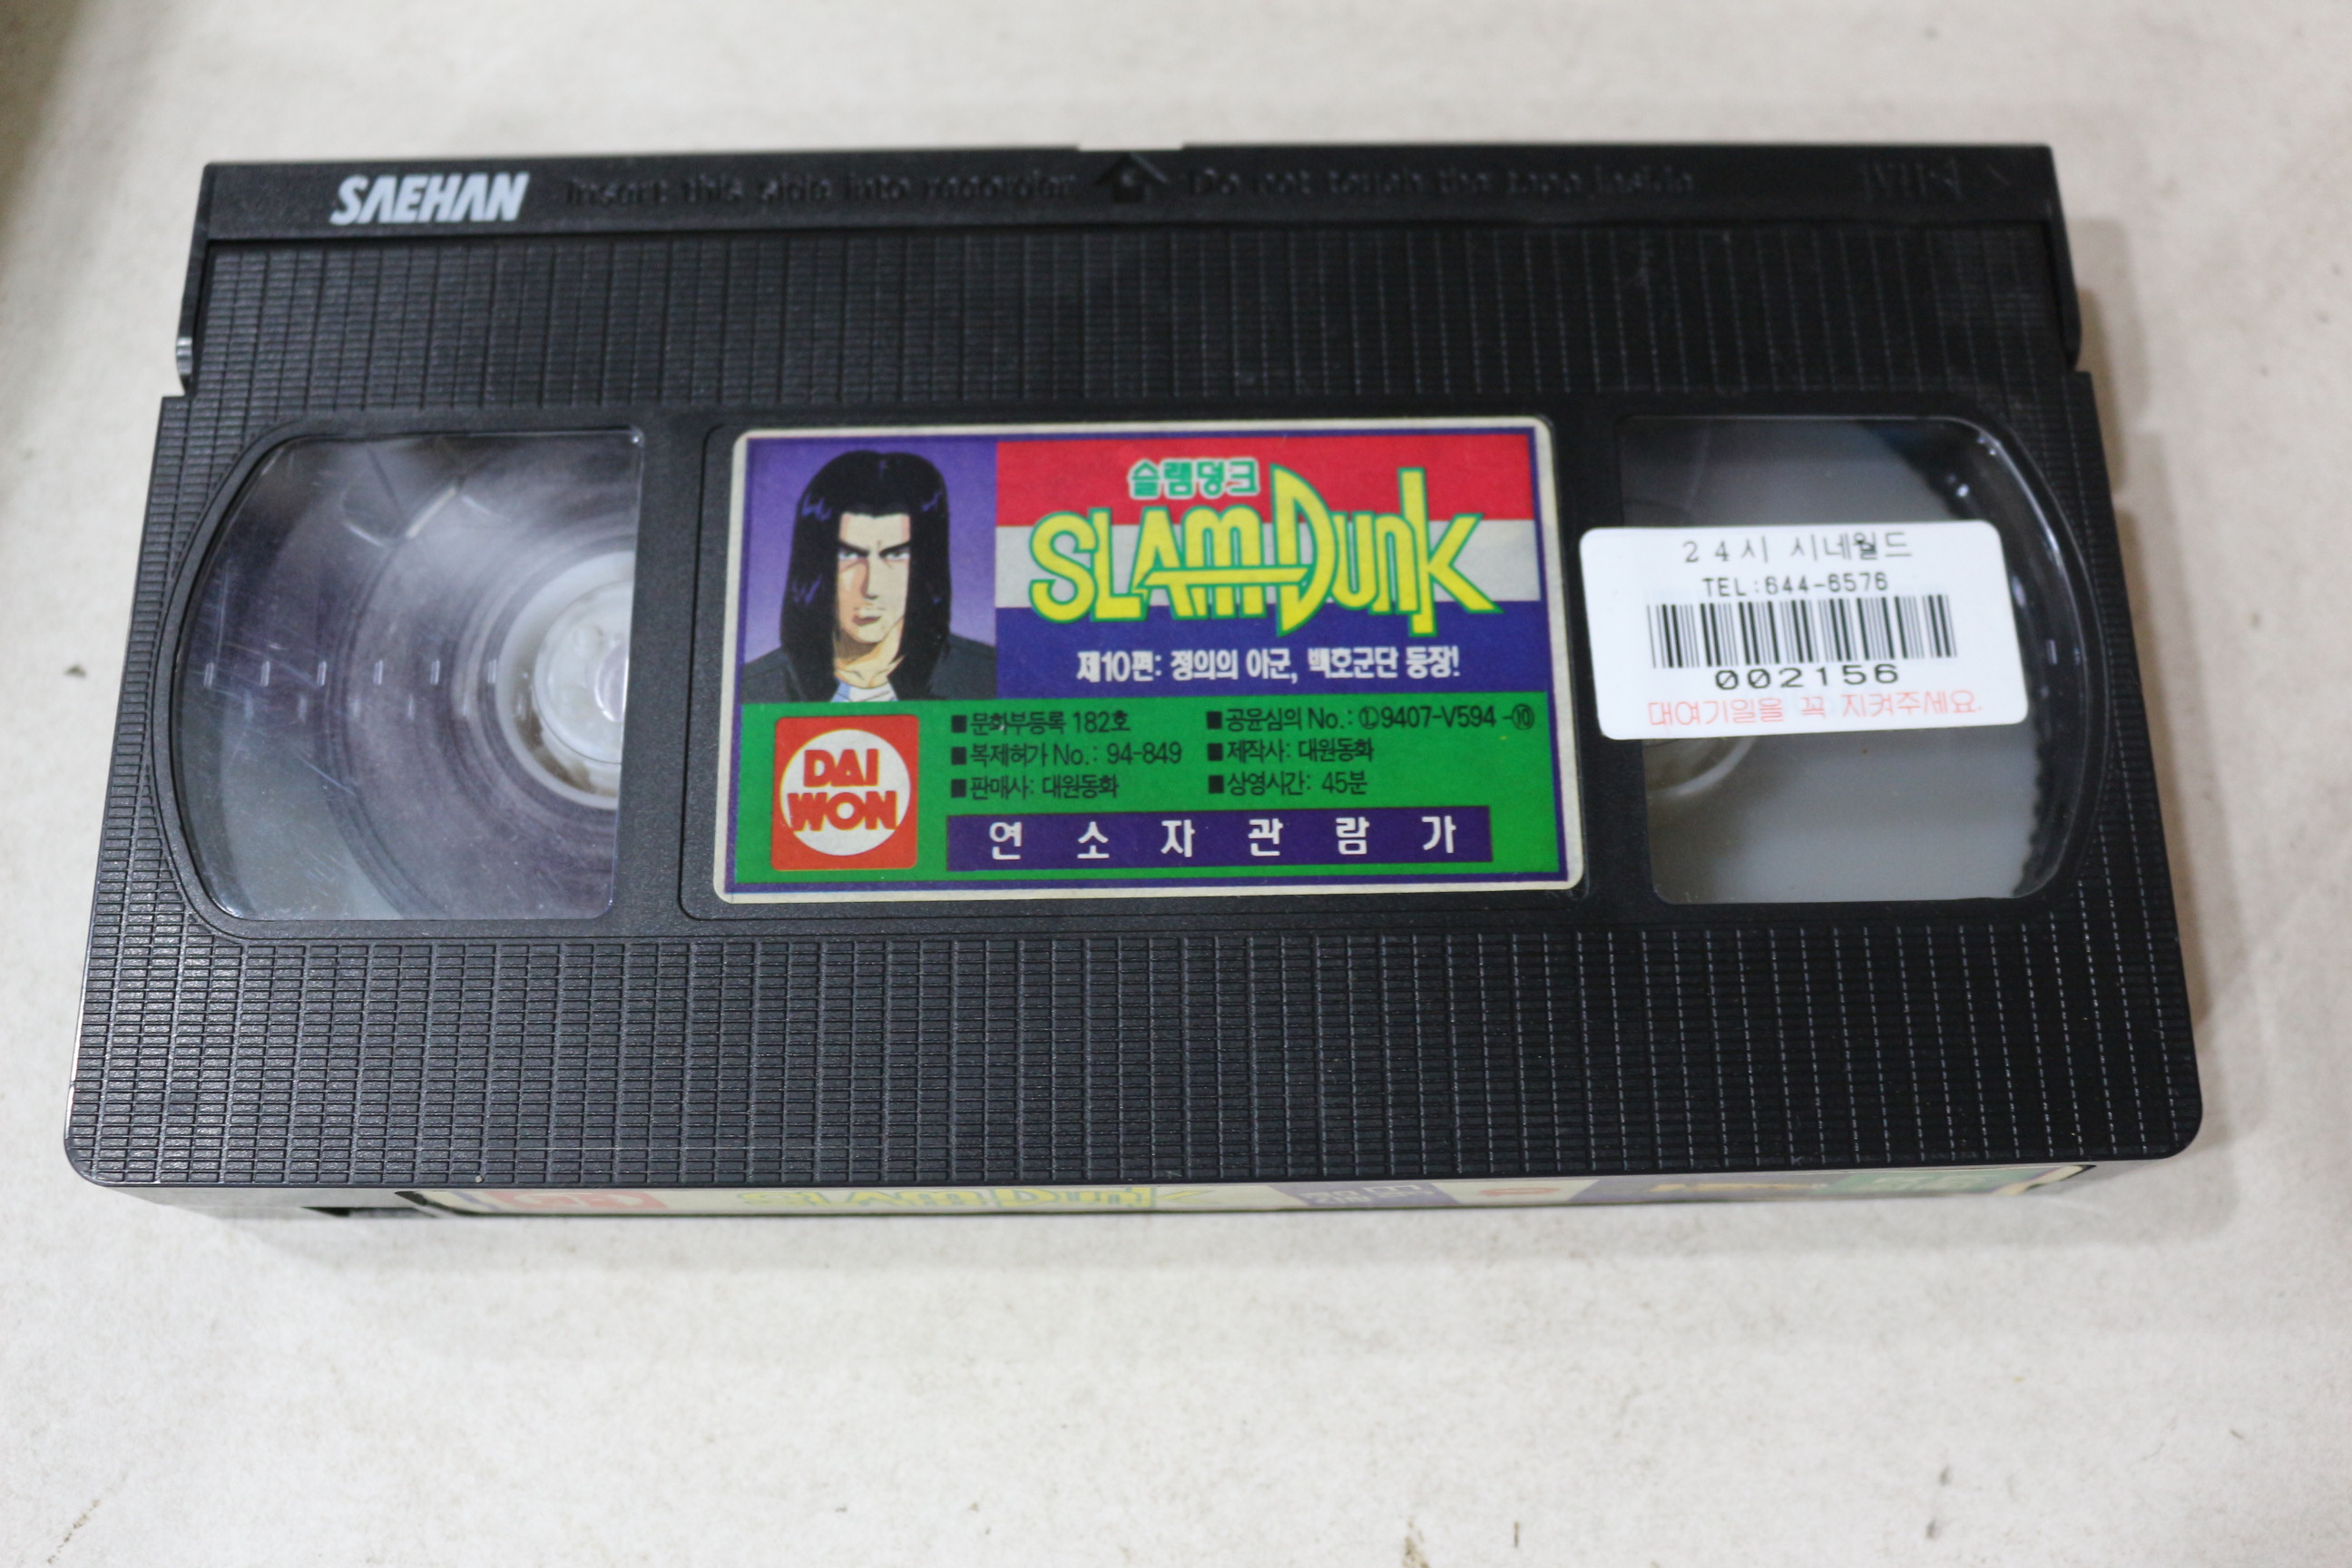 SAEHAN
Insert this side into recorder
Do not touch the tape inside
슬램덩크
SLAM DUNK
제10편: 정의의 아군, 백호군단 등장!
DAI
WON
■문화부등록 182호
■공윤심의 No.: Ⓛ9407-V594-⑩
■복제허가 No.: 94-849
■제작사: 대원동화
■판매사: 대원동화
■상영시간: 45분
연소자관람가
24시 시네월드
TEL:644-6576
002156
대여기일을 꼭 지켜주세요.
SLAM DUNK